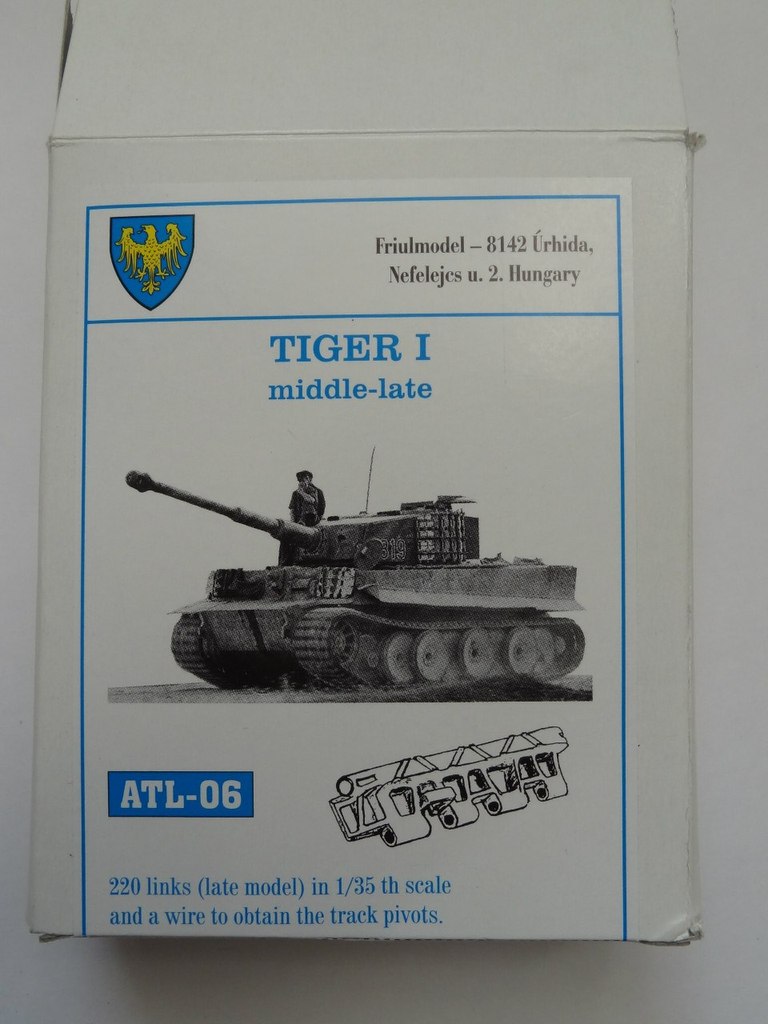 Friulmodel – 8142 Úrhida,
Nefelejcs u. 2. Hungary
TIGER I
middle-late
319
ATL-06
220 links (late model) in 1/35 th scale
and a wire to obtain the track pivots.